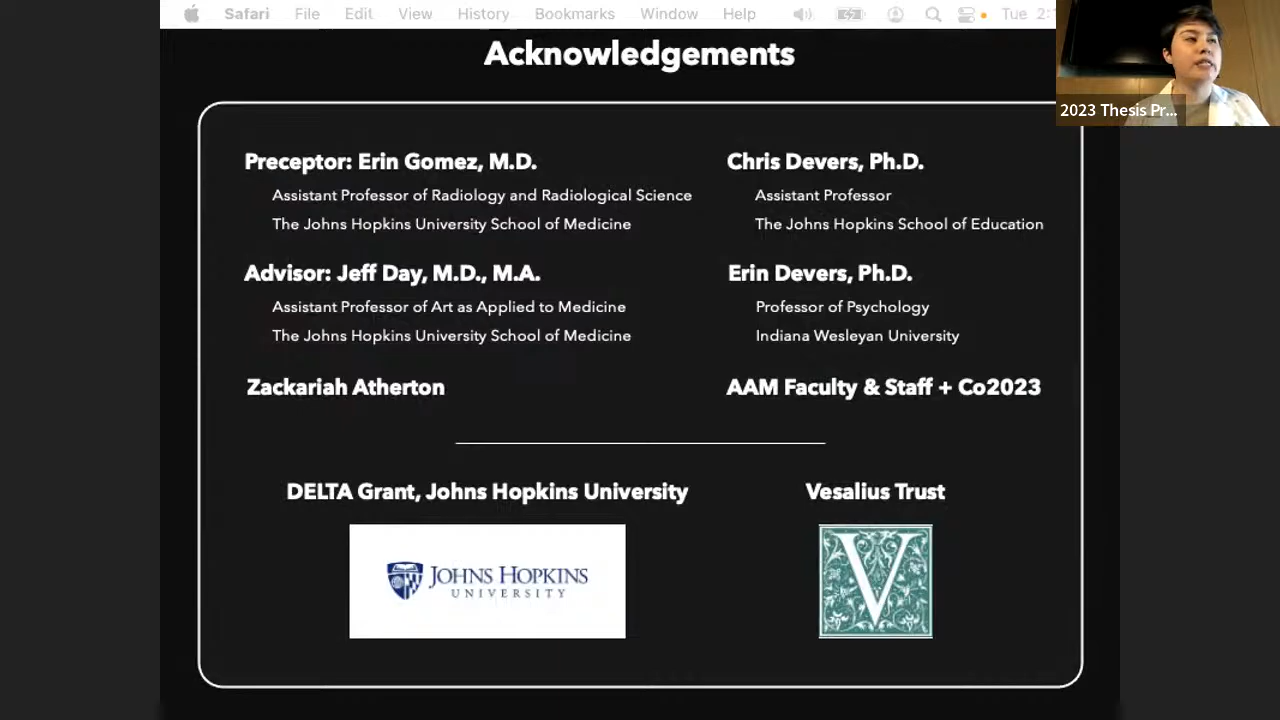 Safari File Edit View History Bookmarks Window Help Tue 2:
Acknowledgements
2023 Thesis Pr...
Preceptor: Erin Gomez, M.D.
Assistant Professor of Radiology and Radiological Science
The Johns Hopkins University School of Medicine
Chris Devers, Ph.D.
Assistant Professor
The Johns Hopkins School of Education
Advisor: Jeff Day, M.D., M.A.
Assistant Professor of Art as Applied to Medicine
The Johns Hopkins University School of Medicine
Erin Devers, Ph.D.
Professor of Psychology
Indiana Wesleyan University
Zackariah Atherton
AAM Faculty & Staff + Co2023
DELTA Grant, Johns Hopkins University
JOHNS HOPKINS
UNIVERSITY
Vesalius Trust
V